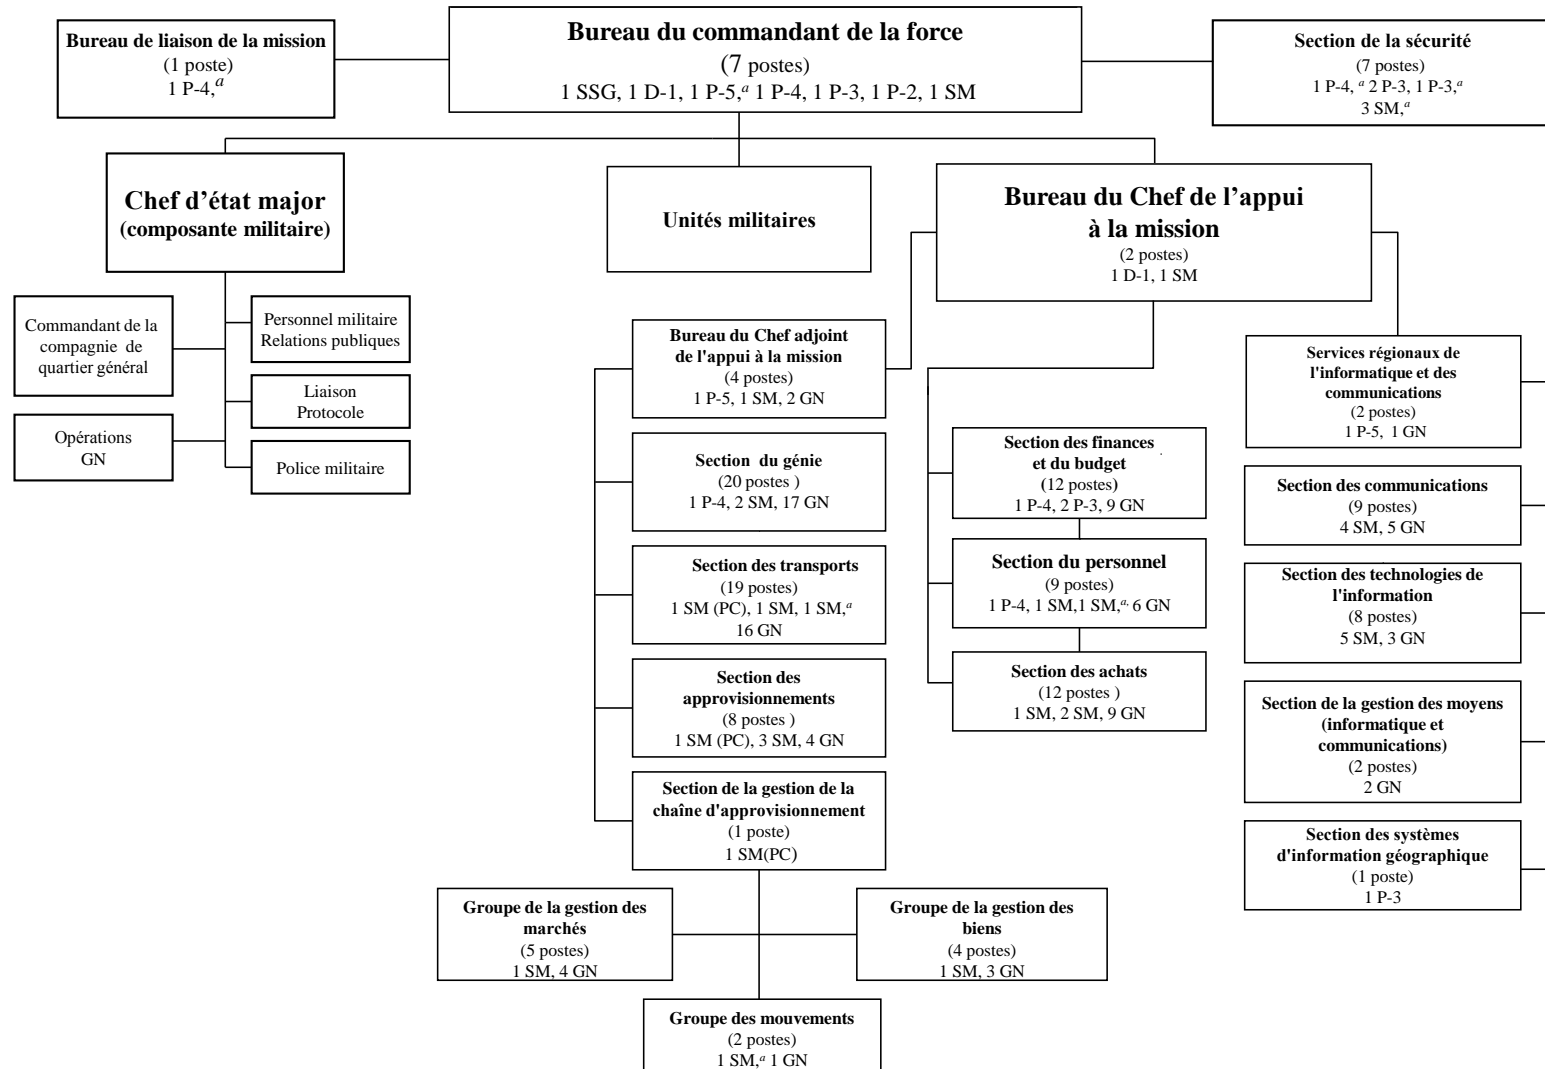 Bureau de liaison de la mission
(1 poste)
1 P-4,a
Bureau du commandant de la force
(7 postes)
1 SSG, 1 D-1, 1 P-5,a 1 P-4, 1 P-3, 1 P-2, 1 SM
Section de la sécurité
(7 postes)
1 P-4, a 2 P-3, 1 P-3,a
3 SM,a
Chef d’état major
(composante militaire)
Unités militaires
Bureau du Chef de l’appui
à la mission
(2 postes)
1 D-1, 1 SM
Commandant de la
compagnie de
quartier général
Opérations
GN
Personnel militaire
Relations publiques
Liaison
Protocole
Police militaire
Bureau du Chef adjoint
de l'appui à la mission
(4 postes)
1 P-5, 1 SM, 2 GN
Section du génie
(20 postes )
1 P-4, 2 SM, 17 GN
Section des transports
(19 postes)
1 SM (PC), 1 SM, 1 SM,a
16 GN
Section des
approvisionnements
(8 postes )
1 SM (PC), 3 SM, 4 GN
Section de la gestion de la
chaîne d'approvisionnement
(1 poste)
1 SM(PC)
Groupe de la gestion des
marchés
(5 postes)
1 SM, 4 GN
Groupe de la gestion des
biens
(4 postes)
1 SM, 3 GN
Groupe des mouvements
(2 postes)
1 SM,a 1 GN
Section des finances
et du budget
(12 postes)
1 P-4, 2 P-3, 9 GN
Section du personnel
(9 postes)
1 P-4, 1 SM,1 SM,a, 6 GN
Section des achats
(12 postes )
1 SM, 2 SM, 9 GN
Services régionaux de
l'informatique et des
communications
(2 postes)
1 P-5, 1 GN
Section des communications
(9 postes)
4 SM, 5 GN
Section des technologies de
l'information
(8 postes)
5 SM, 3 GN
Section de la gestion des moyens
(informatique et
communications)
(2 postes)
2 GN
Section des systèmes
d'information géographique
(1 poste)
1 P-3